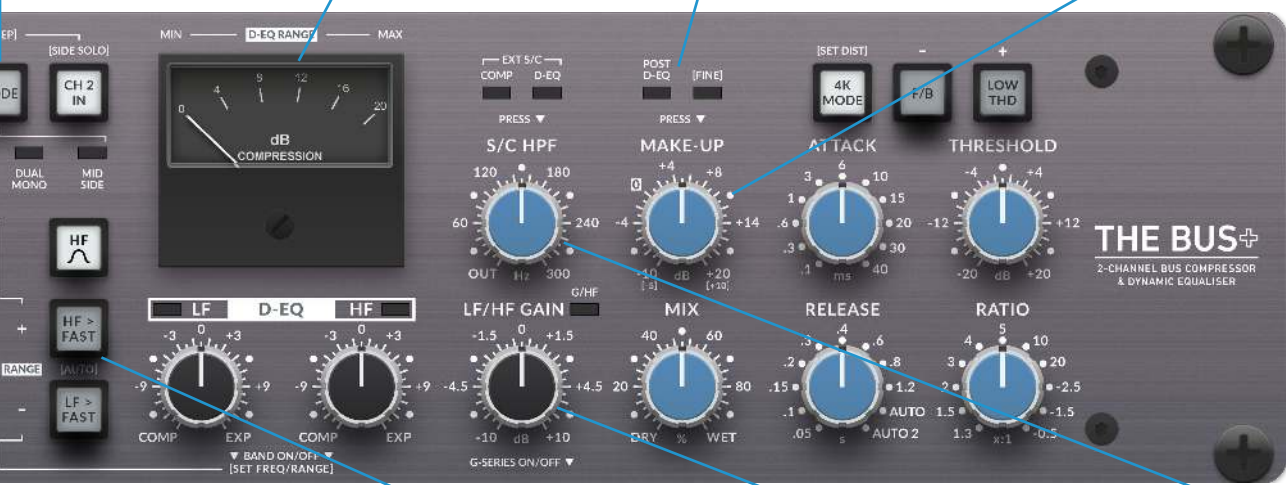 EP]
[SIDE SOLO]
DE
CH 2
IN
DUAL
MONO
MID
SIDE
HF
+
HF >
FAST
RANGE
[AUTO]
-
LF >
FAST
MIN
D-EQ RANGE
MAX
0
4
8
12
16
20
dB
COMPRESSION
LF
D-EQ
HF
-3
0
+3
-9
+9
COMP
EXP
-3
0
+3
-9
+9
COMP
EXP
▼ BAND ON/OFF ▼
[SET FREQ/RANGE]
EXT S/C
COMP
D-EQ
PRESS ▼
S/C HPF
120
180
60
240
OUT
Hz
300
LF/HF GAIN
G/HF
-1.5
0
+1.5
-4.5
+4.5
-10
dB
+10
G-SERIES ON/OFF ▼
POST
D-EQ
[FINE]
PRESS ▼
MAKE-UP
+4
0
+8
-4
+14
-10
dB
+20
[-5]
[+10]
MIX
40
60
20
80
DRY
%
WET
[SET DIST]
-
+
4K
MODE
F/B
LOW
THD
ATTACK
6
3
10
1
15
.6
20
.3
30
.1
ms
40
RELEASE
.4
.3
.6
.2
.8
.15
1.2
.1
AUTO
.05
s
AUTO 2
THRESHOLD
-4
+4
-12
+12
-20
dB
+20
RATIO
5
4
10
3
20
2
-2.5
1.5
-1.5
1.3
x:1
-0.5
THE BUS+
2-CHANNEL BUS COMPRESSOR
& DYNAMIC EQUALISER